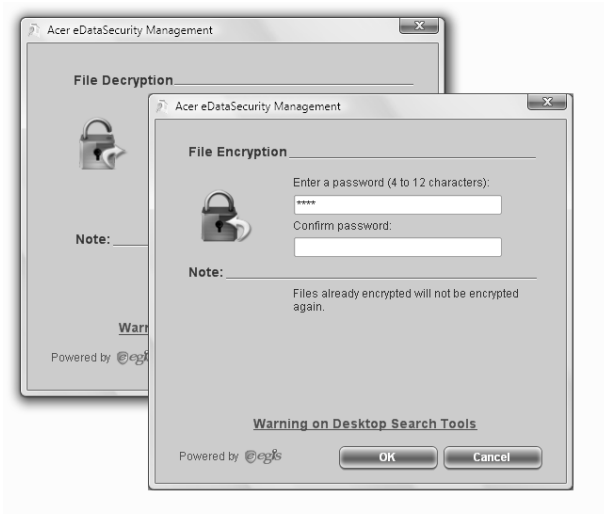 Acer eDataSecurity Management
File Decryption
Note:
Powered by egis
Acer eDataSecurity Management
File Encryption
Enter a password (4 to 12 characters):
****
Confirm password:
Note:
Files already encrypted will not be encrypted
again.
Warning on Desktop Search Tools
Powered by egis
OK Cancel